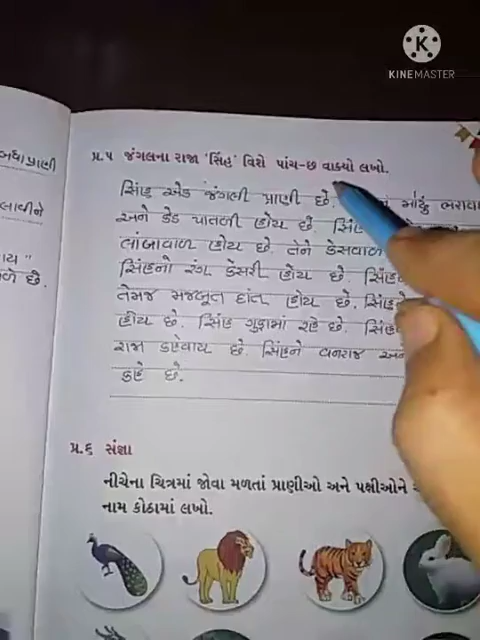 KINEMASTER
પ્ર.૫ જંગલના રાજા 'સિંહ' વિશે પાંચ-છ વાક્યો લખો.
સિંહ એક જંગલી પ્રાણી છે. માથું ભરાવ
અને કેડ પાતળી હોય છે. સિંહ
લાંબાવાળ હોય છે. તેને કેસવાળ
સિંહનો રંગ કેસરી હોય છે. સિંહ
તેમજ મજબૂત દાંત હોય છે. સિંહ
હોય છે. સિંહ ગુફામાં રહે છે. સિંહ
રાજા કહેવાય છે. સિંહને વનરાજ
કહે છે.
પ્ર.૬ સંજ્ઞા
નીચેના ચિત્રમાં જોવા મળતાં પ્રાણીઓ અને પક્ષીઓને
નામ કોઠામાં લખો.
પ્રાણી
લાવીને
છે.